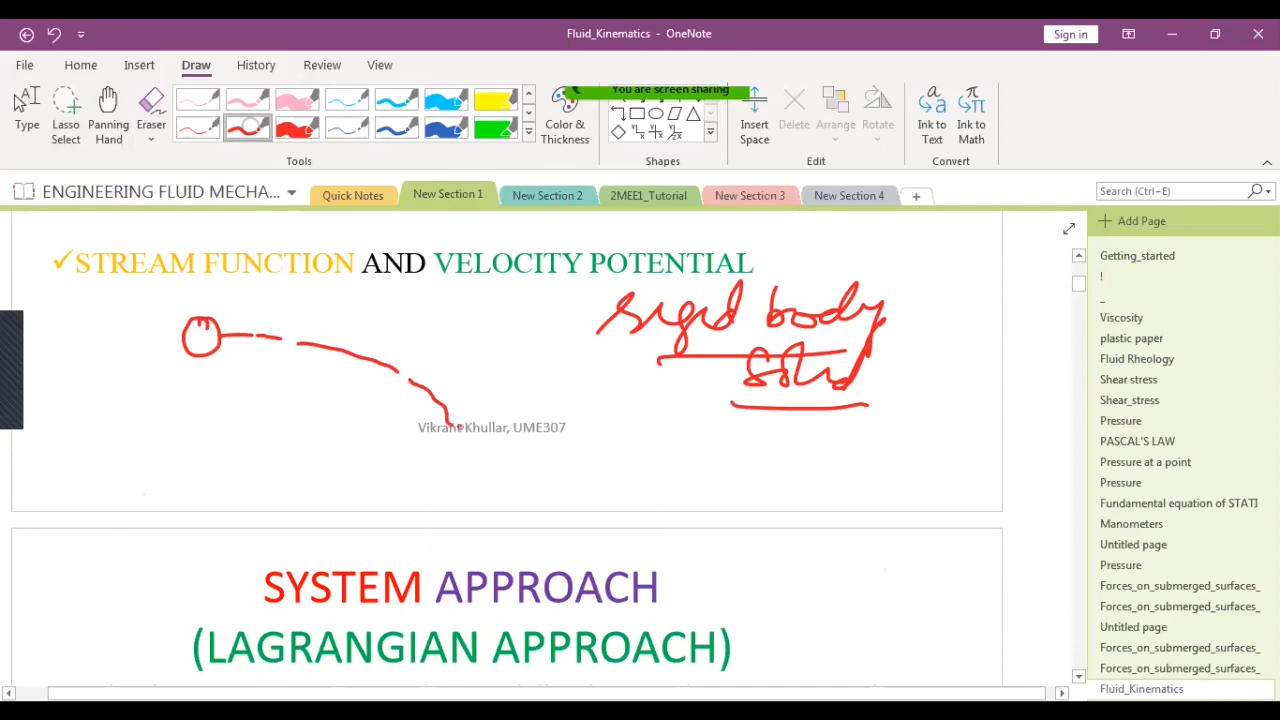 Fluid_Kinematics - OneNote
Sign in
File Home Insert Draw History Review View
You are screen sharing
Type
Lasso Select
Panning Hand
Eraser
Color & Thickness
Insert Space
Delete
Arrange
Rotate
Ink to Text
Ink to Math
Tools
Shapes
Edit
Convert
ENGINEERING FLUID MECHA...
Quick Notes
New Section 1
New Section 2
2MEE1_Tutorial
New Section 3
New Section 4
Search (Ctrl+E)
✓STREAM FUNCTION AND VELOCITY POTENTIAL
m
rigid body
Vikrant Khullar, UME307
SYSTEM APPROACH
(LAGRANGIAN APPROACH)
Add Page
Getting_started
!
_
Viscosity
plastic paper
Fluid Rheology
Shear stress
Shear_stress
Pressure
PASCAL'S LAW
Pressure at a point
Pressure
Fundamental equation of STATI
Manometers
Untitled page
Pressure
Forces_on_submerged_surfaces_
Forces_on_submerged_surfaces_
Untitled page
Forces_on_submerged_surfaces_
Forces_on_submerged_surfaces_
Fluid_Kinematics